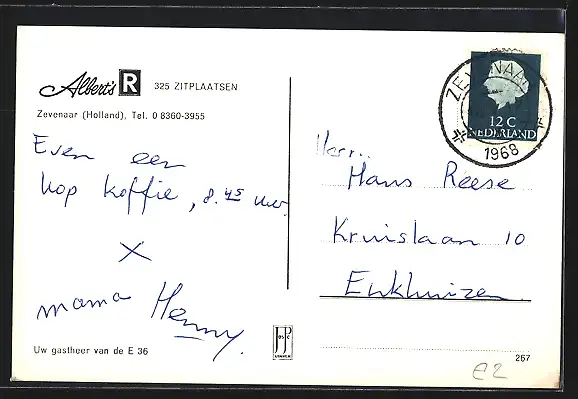 Albert's R 325 ZITPLAATSEN
Zevenaar (Holland), Tel. 0 8360-3955
Even een
kop koffie, 8.45 uur.
X
mama Henny.
Uw gastheer van de E 36
ZEVENAAR
1968
12 C
NEDERLAND
Herr.
Hans Reese
Kruislaan 10
Enkhuizen
267
e2